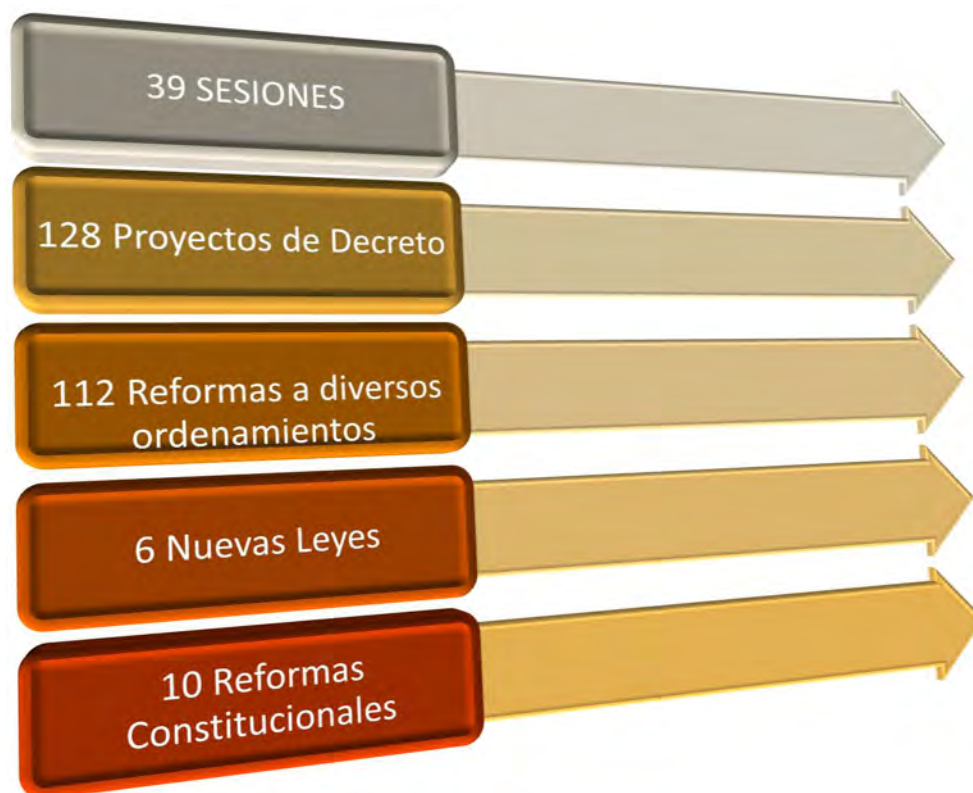 39 SESIONES
128 Proyectos de Decreto
112 Reformas a diversos
ordenamientos
6 Nuevas Leyes
10 Reformas
Constitucionales